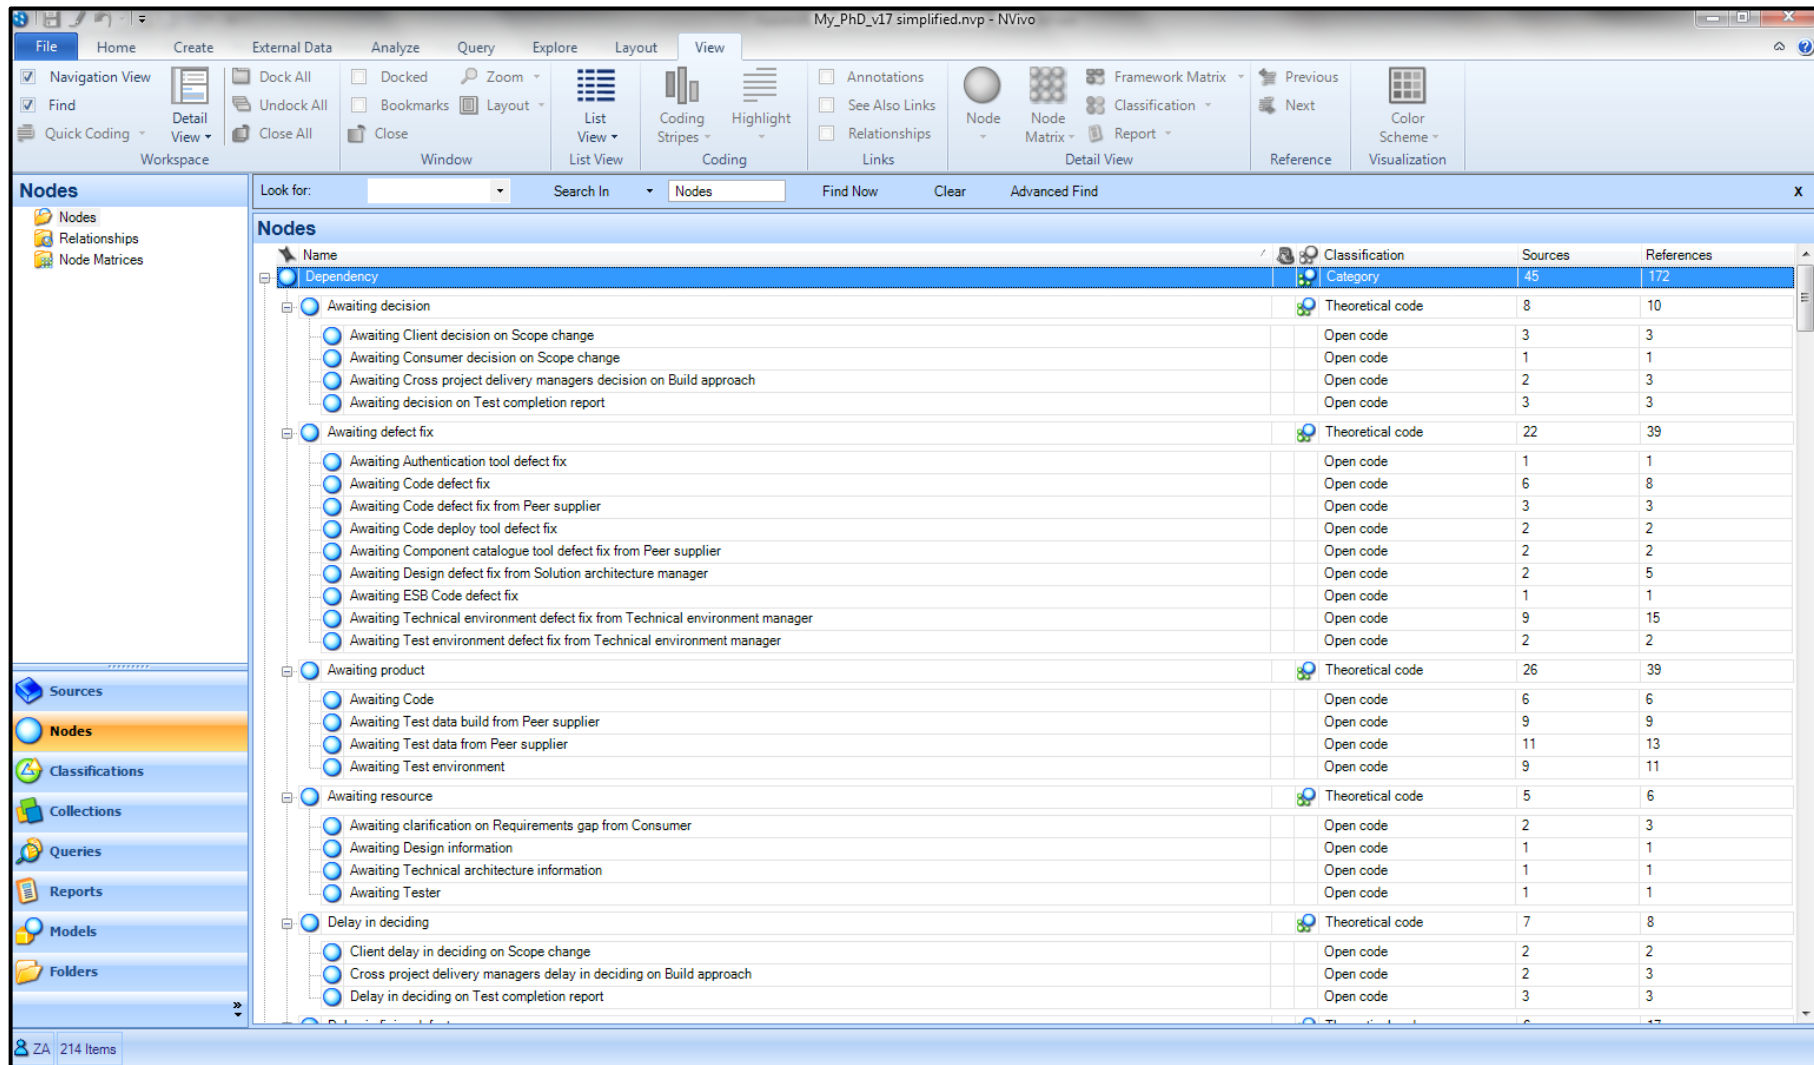 My_PhD_v17 simplified.nvp - NVivo
File Home Create External Data Analyze Query Explore Layout View
Navigation View Dock All Docked Zoom Annotations Framework Matrix Previous
Find Undock All Bookmarks Layout See Also Links Classification Next
Quick Coding Detail View Close All Close List View Coding Stripes Highlight Relationships Node Node Matrix Report Color Scheme
Workspace Window List View Coding Links Detail View Reference Visualization
Nodes
Nodes
Relationships
Node Matrices
Sources
Nodes
Classifications
Collections
Queries
Reports
Models
Folders
Look for: Search In Nodes Find Now Clear Advanced Find x
Nodes
Name Classification Sources References
Dependency Category 45 172
Awaiting decision Theoretical code 8 10
Awaiting Client decision on Scope change Open code 3 3
Awaiting Consumer decision on Scope change Open code 1 1
Awaiting Cross project delivery managers decision on Build approach Open code 2 3
Awaiting decision on Test completion report Open code 3 3
Awaiting defect fix Theoretical code 22 39
Awaiting Authentication tool defect fix Open code 1 1
Awaiting Code defect fix Open code 6 8
Awaiting Code defect fix from Peer supplier Open code 3 3
Awaiting Code deploy tool defect fix Open code 2 2
Awaiting Component catalogue tool defect fix from Peer supplier Open code 2 2
Awaiting Design defect fix from Solution architecture manager Open code 2 5
Awaiting ESB Code defect fix Open code 1 1
Awaiting Technical environment defect fix from Technical environment manager Open code 9 15
Awaiting Test environment defect fix from Technical environment manager Open code 2 2
Awaiting product Theoretical code 26 39
Awaiting Code Open code 6 6
Awaiting Test data build from Peer supplier Open code 9 9
Awaiting Test data from Peer supplier Open code 11 13
Awaiting Test environment Open code 9 11
Awaiting resource Theoretical code 5 6
Awaiting clarification on Requirements gap from Consumer Open code 2 3
Awaiting Design information Open code 1 1
Awaiting Technical architecture information Open code 1 1
Awaiting Tester Open code 1 1
Delay in deciding Theoretical code 7 8
Client delay in deciding on Scope change Open code 2 2
Cross project delivery managers delay in deciding on Build approach Open code 2 3
Delay in deciding on Test completion report Open code 3 3
ZA 214 Items